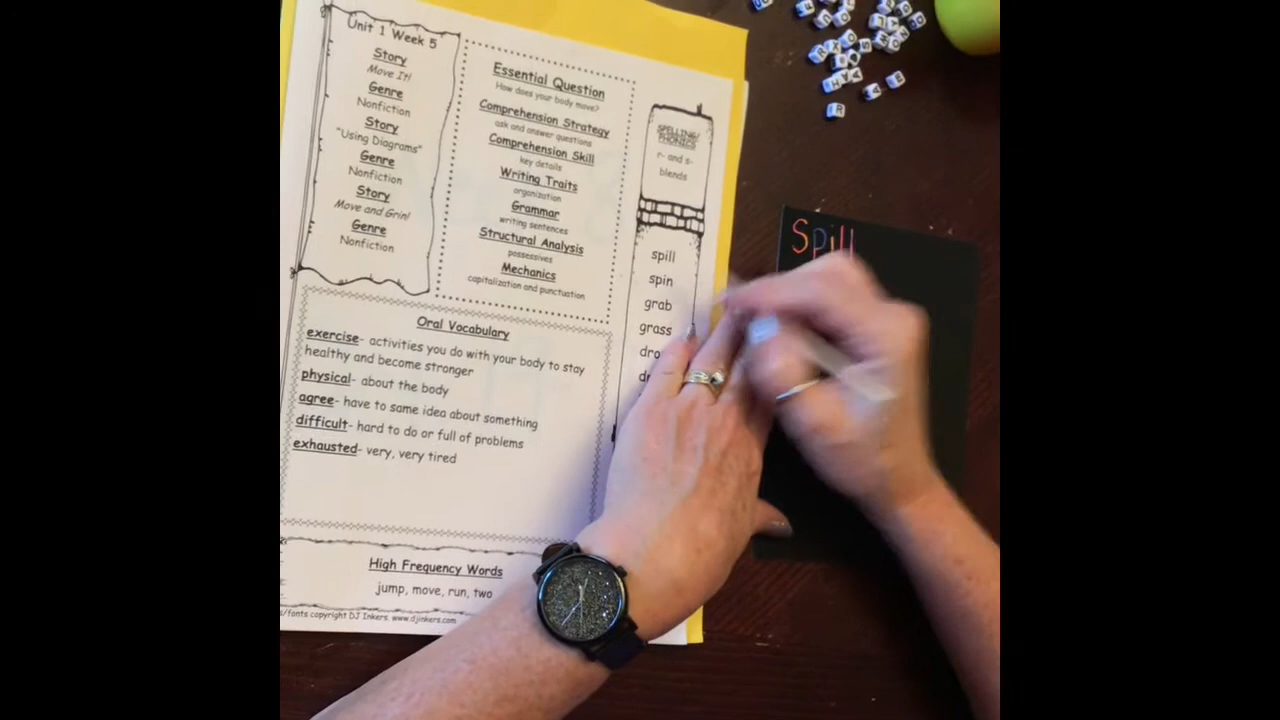 Unit 1 Week 5
Story
Move It!
Genre
Nonfiction
Story
"Using Diagrams"
Genre
Nonfiction
Story
Move and Grin!
Genre
Nonfiction
Essential Question
How does your body move?
Comprehension Strategy
ask and answer questions
Comprehension Skill
key details
Writing Traits
organization
Grammar
writing sentences
Structural Analysis
possessives
Mechanics
capitalization and punctuation
SPELLING/
PHONICS
r- and s-
blends
spill
spin
grab
grass
Spill
Oral Vocabulary
exercise- activities you do with your body to stay
healthy and become stronger
physical- about the body
agree- have to same idea about something
difficult- hard to do or full of problems
exhausted- very, very tired
High Frequency Words
jump, move, run, two
/fonts copyright DJ Inkers, www.djinkers.com